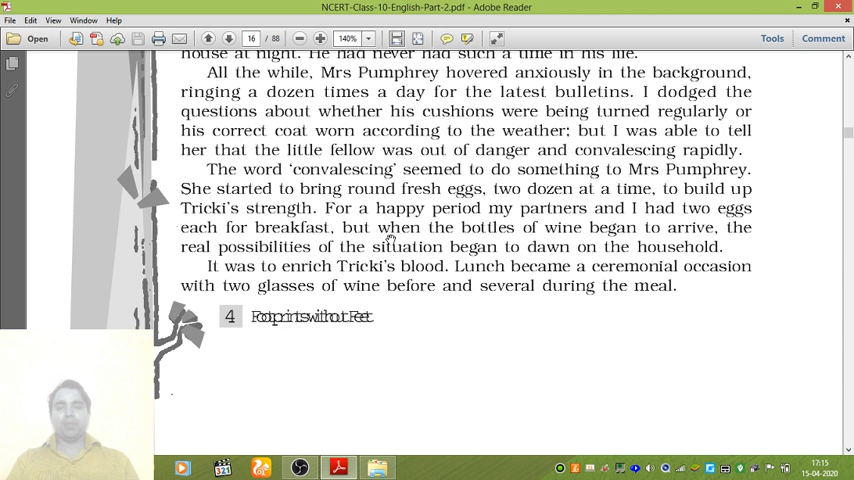 NCERT-Class-10-English-Part-2.pdf - Adobe Reader
File Edit View Window Help
Open 16 / 88 140% Tools Comment
house at night. He had never had such a time in his life.
All the while, Mrs Pumphrey hovered anxiously in the background,
ringing a dozen times a day for the latest bulletins. I dodged the
questions about whether his cushions were being turned regularly or
his correct coat worn according to the weather; but I was able to tell
her that the little fellow was out of danger and convalescing rapidly.
The word ‘convalescing’ seemed to do something to Mrs Pumphrey.
She started to bring round fresh eggs, two dozen at a time, to build up
Tricki’s strength. For a happy period my partners and I had two eggs
each for breakfast, but when the bottles of wine began to arrive, the
real possibilities of the situation began to dawn on the household.
It was to enrich Tricki’s blood. Lunch became a ceremonial occasion
with two glasses of wine before and several during the meal.
4 Footprints without Feet
321
17:15
15-04-2020